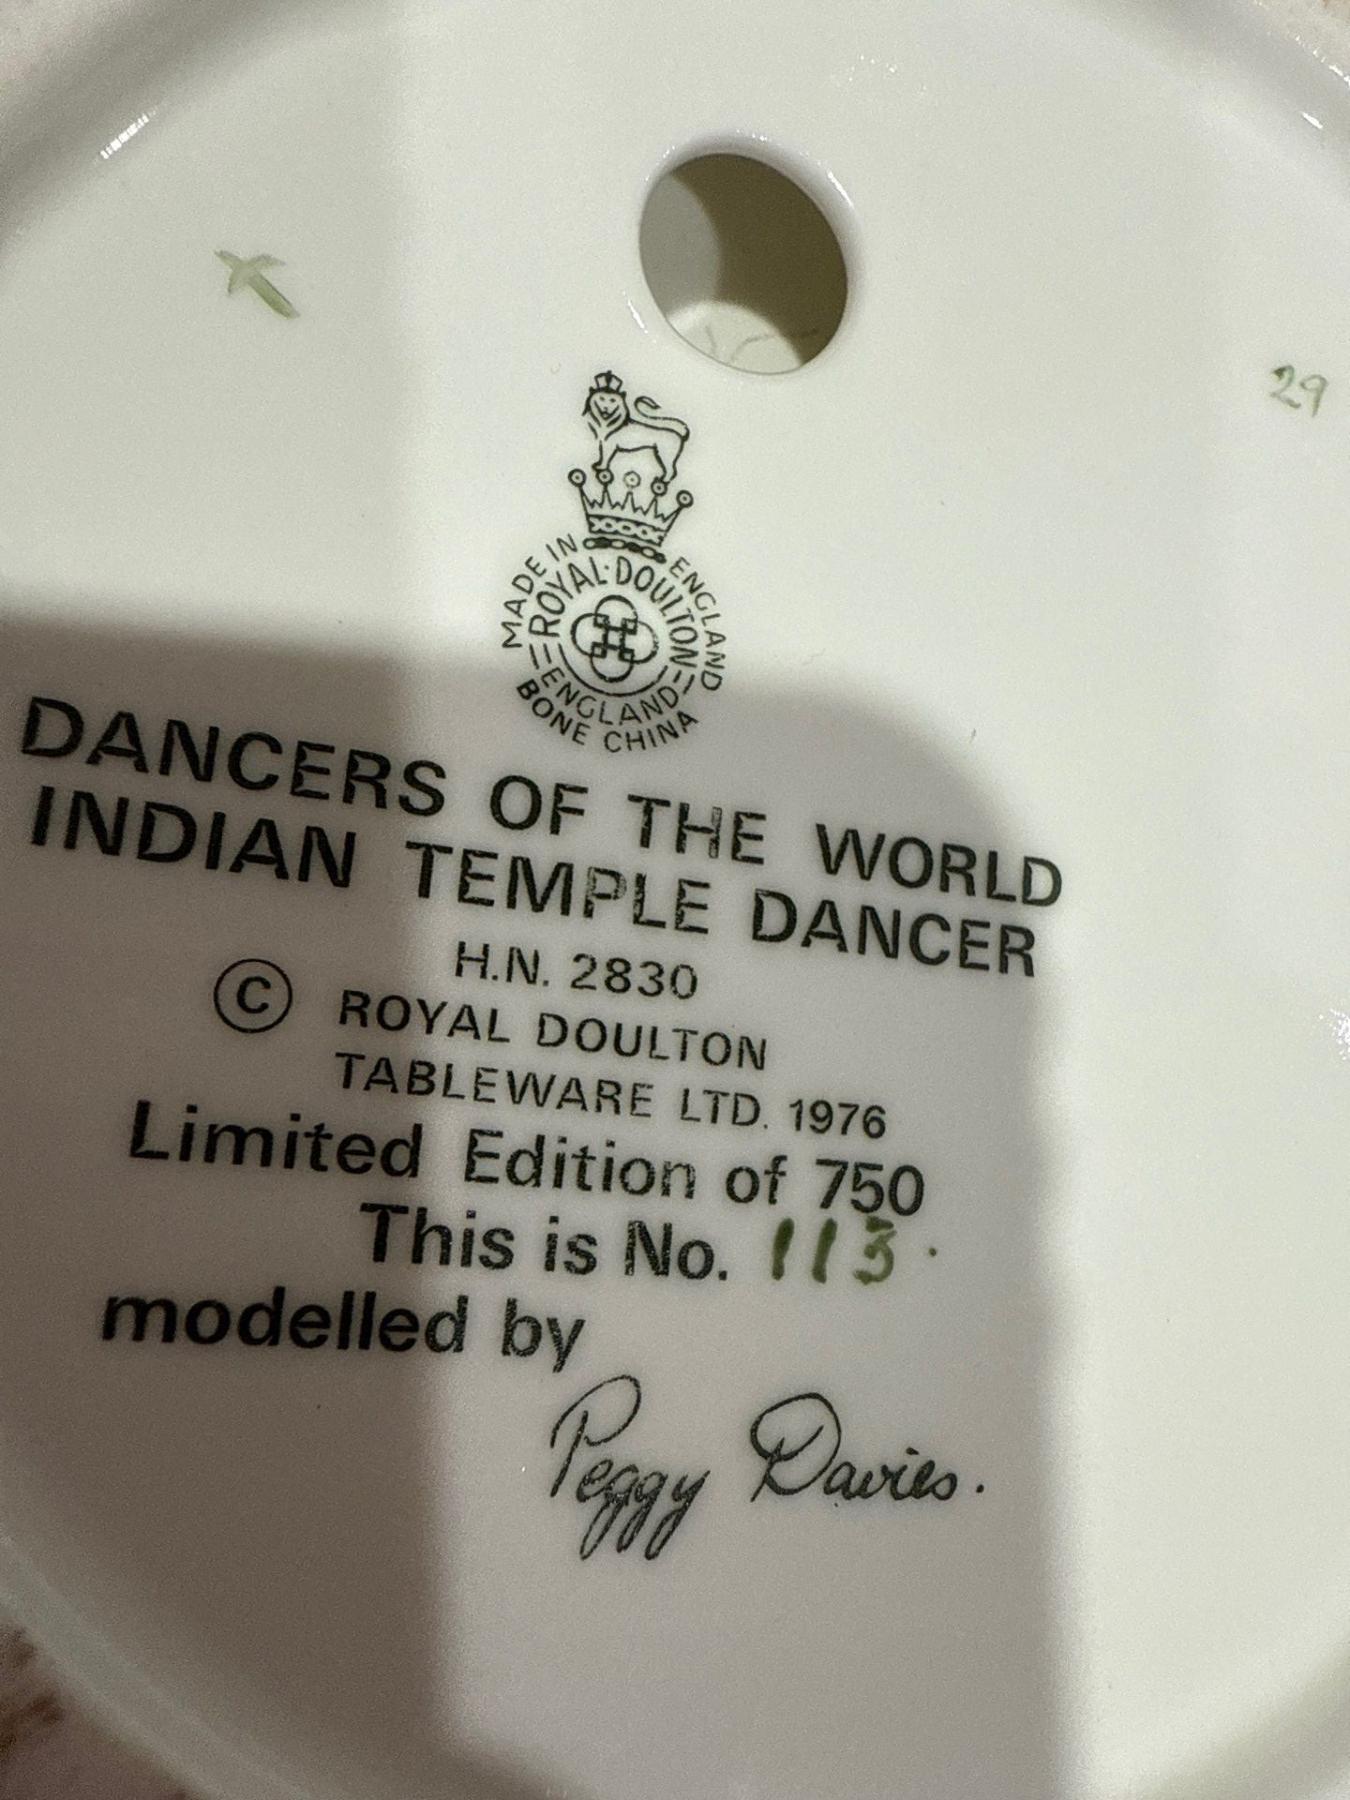 29
MADE IN ENGLAND
ROYAL·DOULTON
ENGLAND
BONE CHINA
DANCERS OF THE WORLD
INDIAN TEMPLE DANCER
H.N. 2830
© ROYAL DOULTON
TABLEWARE LTD. 1976
Limited Edition of 750
This is No. 113.
modelled by
Peggy Davies.